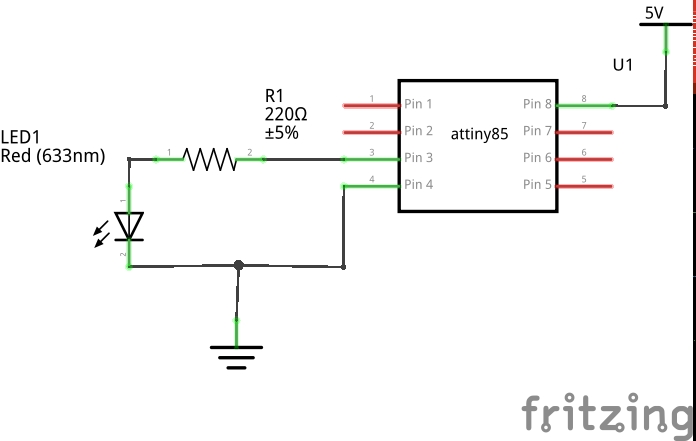 5V
U1
R1
220Ω
±5%
LED1
Red (633nm)
attiny85
1 Pin 1
2 Pin 2
3 Pin 3
4 Pin 4
Pin 8 8
Pin 7 7
Pin 6 6
Pin 5 5
1 2
1
2
fritzing